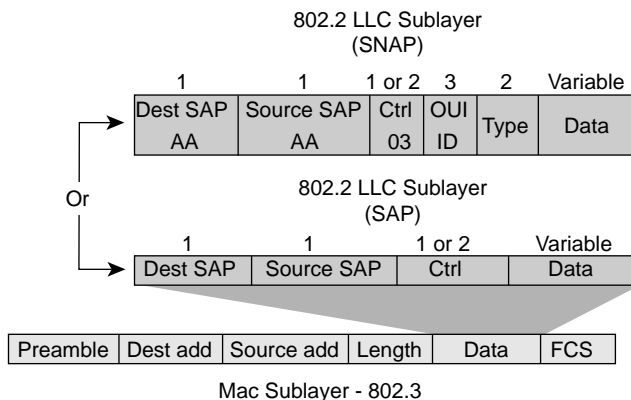 802.2 LLC Sublayer
(SNAP)
1 1 1 or 2 3 2 Variable
Dest SAP AA Source SAP AA Ctrl 03 OUI ID Type Data
Or
802.2 LLC Sublayer
(SAP)
1 1 1 or 2 Variable
Dest SAP Source SAP Ctrl Data
Preamble Dest add Source add Length Data FCS
Mac Sublayer - 802.3